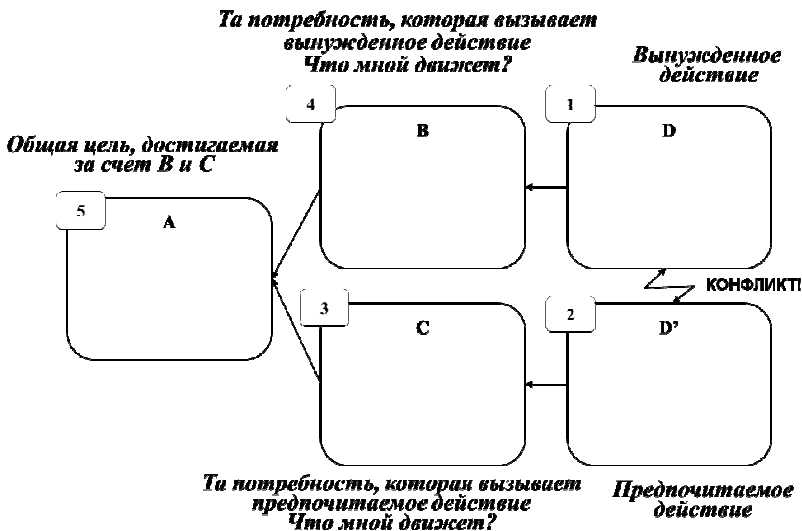 Та потребность, которая вызывает
вынужденное действие
Что мной движет?
Вынужденное
действие
4
B
1
D
Общая цель, достигаемая
за счет B и C
5
A
КОНФЛИКТ!
3
C
2
D’
Та потребность, которая вызывает
предпочитаемое действие
Что мной движет?
Предпочитаемое
действие